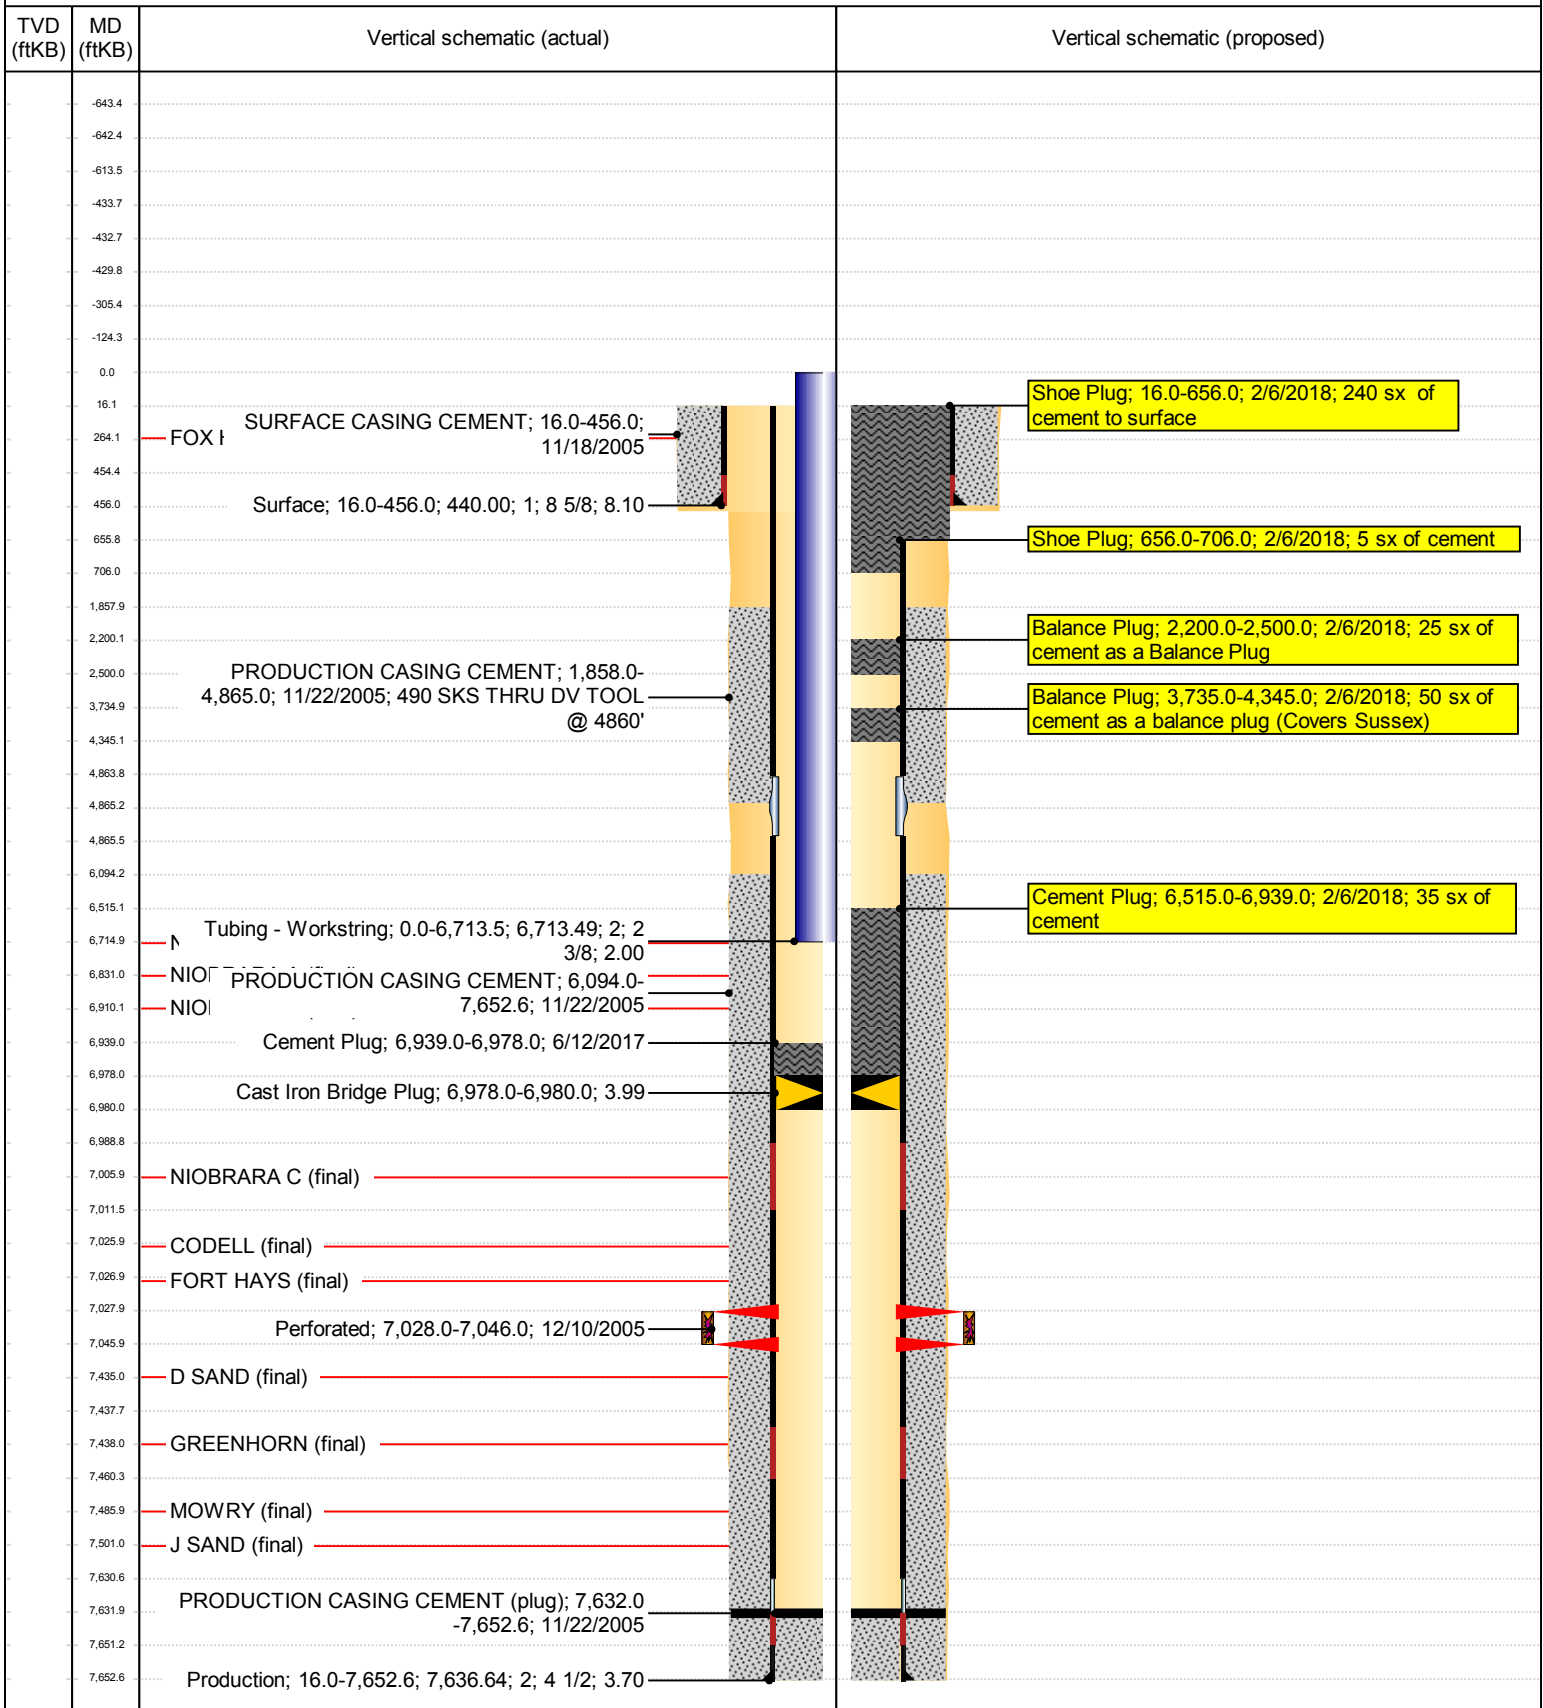 TVD (ftKB)
MD (ftKB)
Vertical schematic (actual)
Vertical schematic (proposed)
-643.4
-642.4
-613.5
-433.7
-432.7
-429.8
-305.4
-124.3
0.0
16.1
264.1
454.4
456.0
655.8
706.0
1,857.9
2,200.1
2,500.0
3,734.9
4,345.1
4,863.8
4,865.2
4,865.5
6,094.2
6,515.1
6,714.9
6,831.0
6,910.1
6,939.0
6,978.0
6,980.0
6,988.8
7,005.9
7,011.5
7,025.9
7,026.9
7,027.9
7,045.9
7,435.0
7,437.7
7,438.0
7,460.3
7,485.9
7,501.0
7,630.6
7,631.9
7,651.2
7,652.6
SURFACE CASING CEMENT; 16.0-456.0;
11/18/2005
FOX
Surface; 16.0-456.0; 440.00; 1; 8 5/8; 8.10
PRODUCTION CASING CEMENT; 1,858.0-
4,865.0; 11/22/2005; 490 SKS THRU DV TOOL
@ 4860'
Tubing - Workstring; 0.0-6,713.5; 6,713.49; 2; 2
3/8; 2.00
PRODUCTION CASING CEMENT; 6,094.0-
7,652.6; 11/22/2005
Cement Plug; 6,939.0-6,978.0; 6/12/2017
Cast Iron Bridge Plug; 6,978.0-6,980.0; 3.99
NIOBRARA C (final)
CODELL (final)
FORT HAYS (final)
Perforated; 7,028.0-7,046.0; 12/10/2005
D SAND (final)
GREENHORN (final)
MOWRY (final)
J SAND (final)
PRODUCTION CASING CEMENT (plug); 7,632.0
-7,652.6; 11/22/2005
Production; 16.0-7,652.6; 7,636.64; 2; 4 1/2; 3.70
Shoe Plug; 16.0-656.0; 2/6/2018; 240 sx of
cement to surface
Shoe Plug; 656.0-706.0; 2/6/2018; 5 sx of cement
Balance Plug; 2,200.0-2,500.0; 2/6/2018; 25 sx of
cement as a Balance Plug
Balance Plug; 3,735.0-4,345.0; 2/6/2018; 50 sx of
cement as a balance plug (Covers Sussex)
Cement Plug; 6,515.0-6,939.0; 2/6/2018; 35 sx of
cement